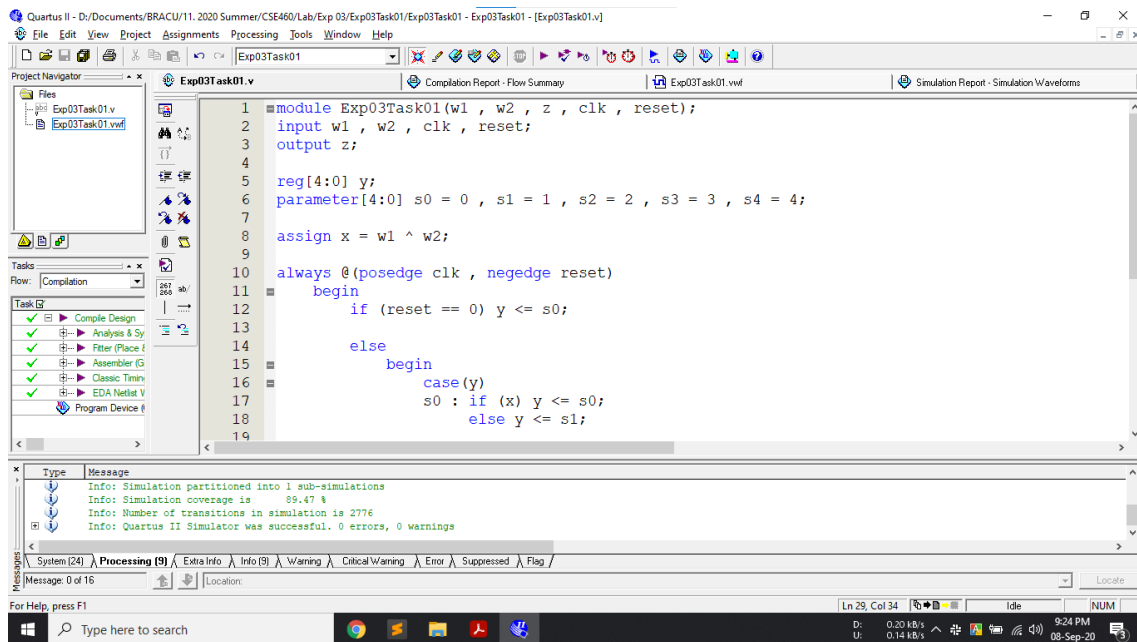 Quartus II - D:/Documents/BRACU/11. 2020 Summer/CSE460/Lab/Exp 03/Exp03Task01/Exp03Task01 - Exp03Task01 - [Exp03Task01.v]
File Edit View Project Assignments Processing Tools Window Help
Exp03Task01
Project Navigator
Files
Exp03Task01.v
Exp03Task01.vwf
Tasks
Flow: Compilation
Task
Compile Design
Analysis & Sy
Fitter (Place &
Assembler (G
Classic Timin
EDA Netlist W
Program Device (
Exp03Task01.v
Compilation Report - Flow Summary
Exp03Task01.vwf
Simulation Report - Simulation Waveforms
267
268
ab/
1 module Exp03Task01(w1 , w2 , z , clk , reset);
2 input w1 , w2 , clk , reset;
3 output z;
4
5 reg[4:0] y;
6 parameter[4:0] s0 = 0 , s1 = 1 , s2 = 2 , s3 = 3 , s4 = 4;
7
8 assign x = w1 ^ w2;
9
10 always @(posedge clk , negedge reset)
11 begin
12 if (reset == 0) y <= s0;
13
14 else
15 begin
16 case(y)
17 s0 : if (x) y <= s0;
18 else y <= s1;
19
Type Message
Info: Simulation partitioned into 1 sub-simulations
Info: Simulation coverage is 89.47 %
Info: Number of transitions in simulation is 2776
Info: Quartus II Simulator was successful. 0 errors, 0 warnings
System (24) Processing (9) Extra Info Info (9) Warning Critical Warning Error Suppressed Flag
Messages
Message: 0 of 16
Location:
Locate
For Help, press F1
Ln 29, Col 34
Idle
NUM
Type here to search
D: 0.20 kB/s
U: 0.14 kB/s
9:24 PM
08-Sep-20
3